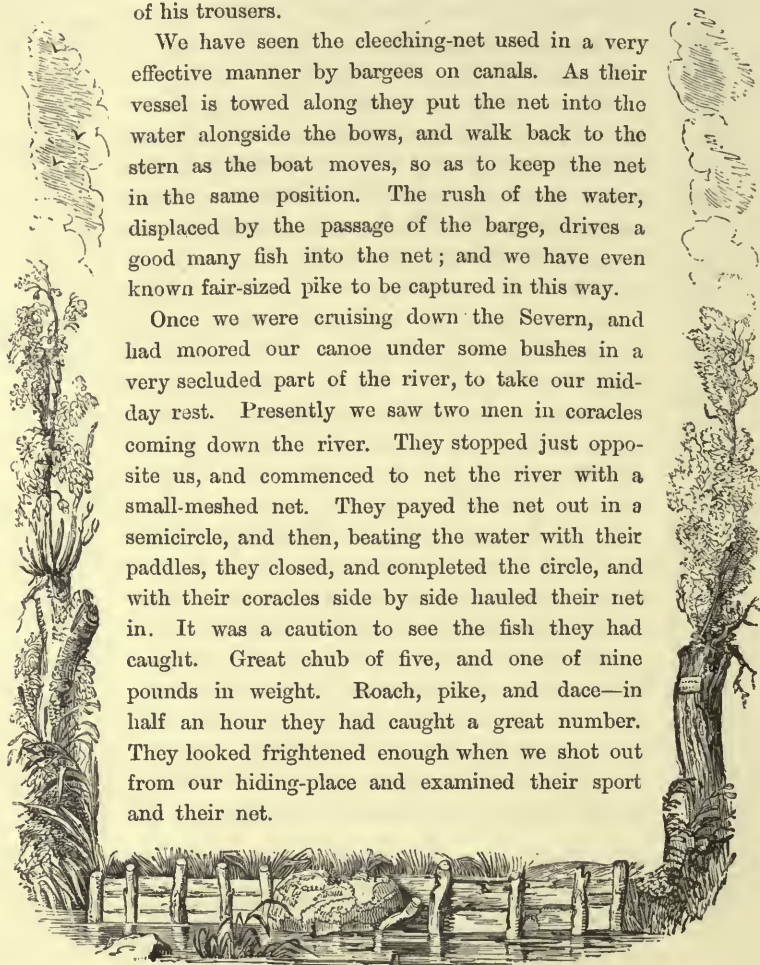 of his trousers.
We have seen the cleeching-net used in a very
effective manner by bargees on canals. As their
vessel is towed along they put the net into the
water alongside the bows, and walk back to the
stern as the boat moves, so as to keep the net
in the same position. The rush of the water,
displaced by the passage of the barge, drives a
good many fish into the net; and we have even
known fair-sized pike to be captured in this way.
Once we were cruising down the Severn, and
had moored our canoe under some bushes in a
very secluded part of the river, to take our mid-
day rest. Presently we saw two men in coracles
coming down the river. They stopped just oppo-
site us, and commenced to net the river with a
small-meshed net. They payed the net out in a
semicircle, and then, beating the water with their
paddles, they closed, and completed the circle, and
with their coracles side by side hauled their net
in. It was a caution to see the fish they had
caught. Great chub of five, and one of nine
pounds in weight. Roach, pike, and dace—in
half an hour they had caught a great number.
They looked frightened enough when we shot out
from our hiding-place and examined their sport
and their net.